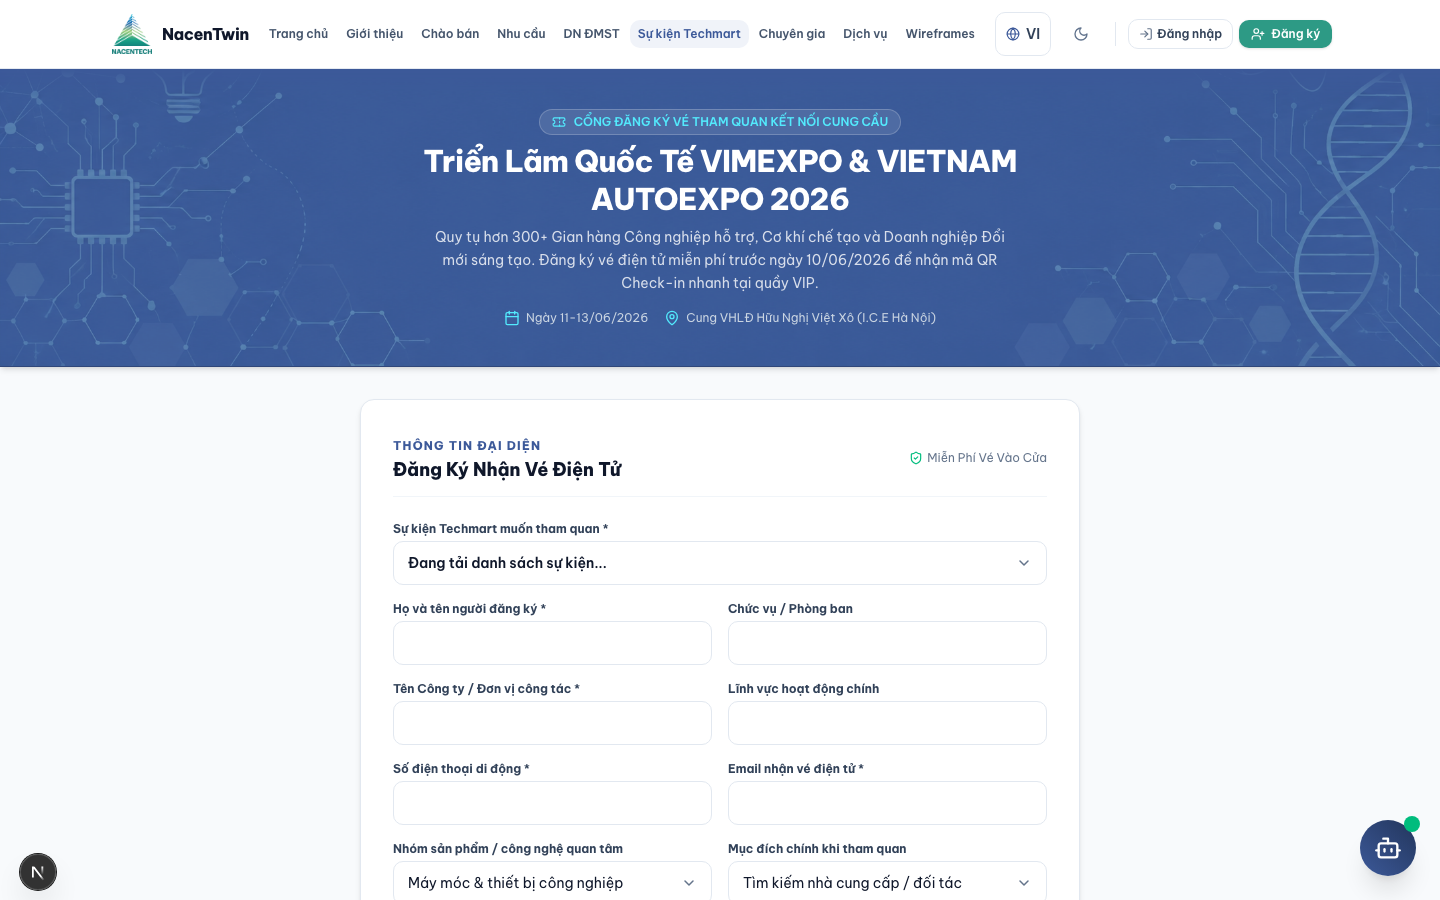 NACENTECH
NacenTwin
Trang chủ
Giới thiệu
Chào bán
Nhu cầu
DN ĐMST
Sự kiện Techmart
Chuyên gia
Dịch vụ
Wireframes
VI
Đăng nhập
Đăng ký
CỔNG ĐĂNG KÝ VÉ THAM QUAN KẾT NỐI CUNG CẦU
Triển Lãm Quốc Tế VIMEXPO & VIETNAM
AUTOEXPO 2026
Quy tụ hơn 300+ Gian hàng Công nghiệp hỗ trợ, Cơ khí chế tạo và Doanh nghiệp Đổi
mới sáng tạo. Đăng ký vé điện tử miễn phí trước ngày 10/06/2026 để nhận mã QR
Check-in nhanh tại quầy VIP.
Ngày 11-13/06/2026
Cung VHLĐ Hữu Nghị Việt Xô (I.C.E Hà Nội)
THÔNG TIN ĐẠI DIỆN
Đăng Ký Nhận Vé Điện Tử
Miễn Phí Vé Vào Cửa
Sự kiện Techmart muốn tham quan *
Đang tải danh sách sự kiện...
Họ và tên người đăng ký *
Chức vụ / Phòng ban
Tên Công ty / Đơn vị công tác *
Lĩnh vực hoạt động chính
Số điện thoại di động *
Email nhận vé điện tử *
Nhóm sản phẩm / công nghệ quan tâm
Mục đích chính khi tham quan
Máy móc & thiết bị công nghiệp
Tìm kiếm nhà cung cấp / đối tác
N